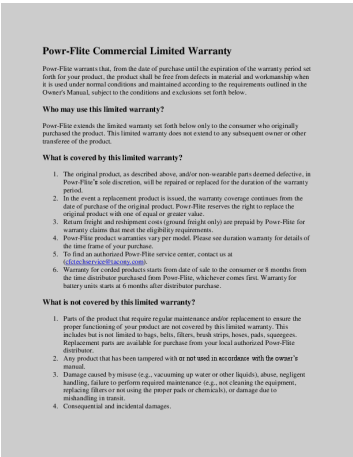 Powr-Flite Commercial Limited Warranty
Powr-Flite warrants that, from the date of purchase until the expiration of the warranty period set
forth for your product, the product shall be free from defects in material and workmanship when
it is used under normal conditions and maintained according to the requirements outlined in the
Owner's Manual, subject to the conditions and exclusions set forth below.
Who may use this limited warranty?
Powr-Flite extends the limited warranty set forth below only to the consumer who originally
purchased the product. This limited warranty does not extend to any subsequent owner or other
transferee of the product.
What is covered by this limited warranty?
1. The original product, as described above, and/or non-wearable parts deemed defective, in
Powr-Flite's sole discretion, will be repaired or replaced for the duration of the warranty
period.
2. In the event a replacement product is issued, the warranty coverage continues from the
date of purchase of the original product. Powr-Flite reserves the right to replace the
original product with one of equal or greater value.
3. Return freight and reshipment costs (ground freight only) are prepaid by Powr-Flite for
warranty claims that meet the eligibility requirements.
4. Powr-Flite product warranties vary per model. Please see duration warranty for details of
the time frame of your purchase.
5. To find an authorized Powr-Flite service center, contact us at
(cfctechservice@tacony.com).
6. Warranty for corded products starts from date of sale to the consumer or 8 months from
the time distributor purchased from Powr-Flite, whichever comes first. Warranty for
battery units starts at 6 months after distributor purchase.
What is not covered by this limited warranty?
1. Parts of the product that require regular maintenance and/or replacement to ensure the
proper functioning of your product are not covered by this limited warranty. This
includes but is not limited to bags, belts, filters, brush strips, hoses, pads, squeegees.
Replacement parts are available for purchase from your local authorized Powr-Flite
distributor.
2. Any product that has been tampered with or not used in accordance with the owner's
manual.
3. Damage caused by misuse (e.g., vacuuming up water or other liquids), abuse, negligent
handling, failure to perform required maintenance (e.g., not cleaning the equipment,
replacing filters or not using the proper pads or chemicals), or damage due to
mishandling in transit.
4. Consequential and incidental damages.